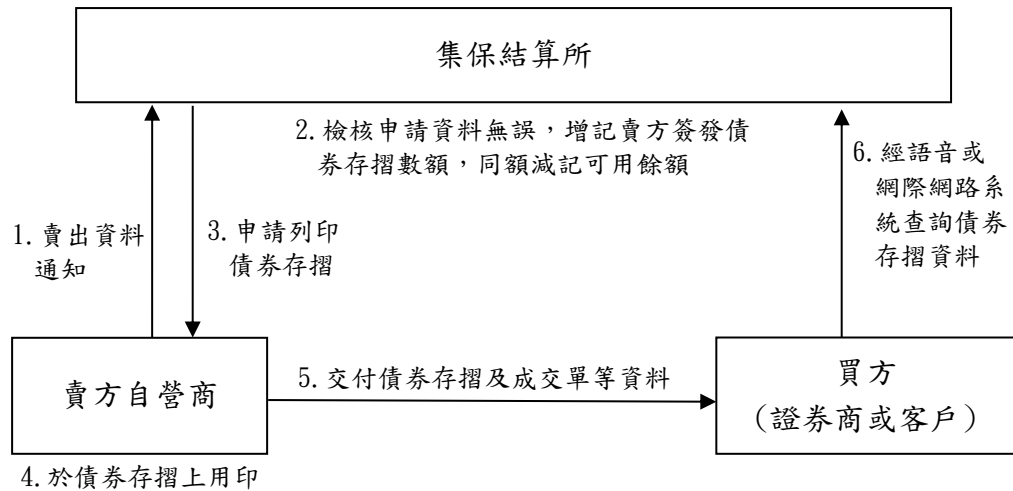 集保結算所
2.檢核申請資料無誤，增記賣方簽發債
券存摺數額，同額減記可用餘額
1.賣出資料
通知
3.申請列印
債券存摺
6.經語音或
網際網路系
統查詢債券
存摺資料
賣方自營商
5.交付債券存摺及成交單等資料
買方
(證券商或客戶)
4.於債券存摺上用印